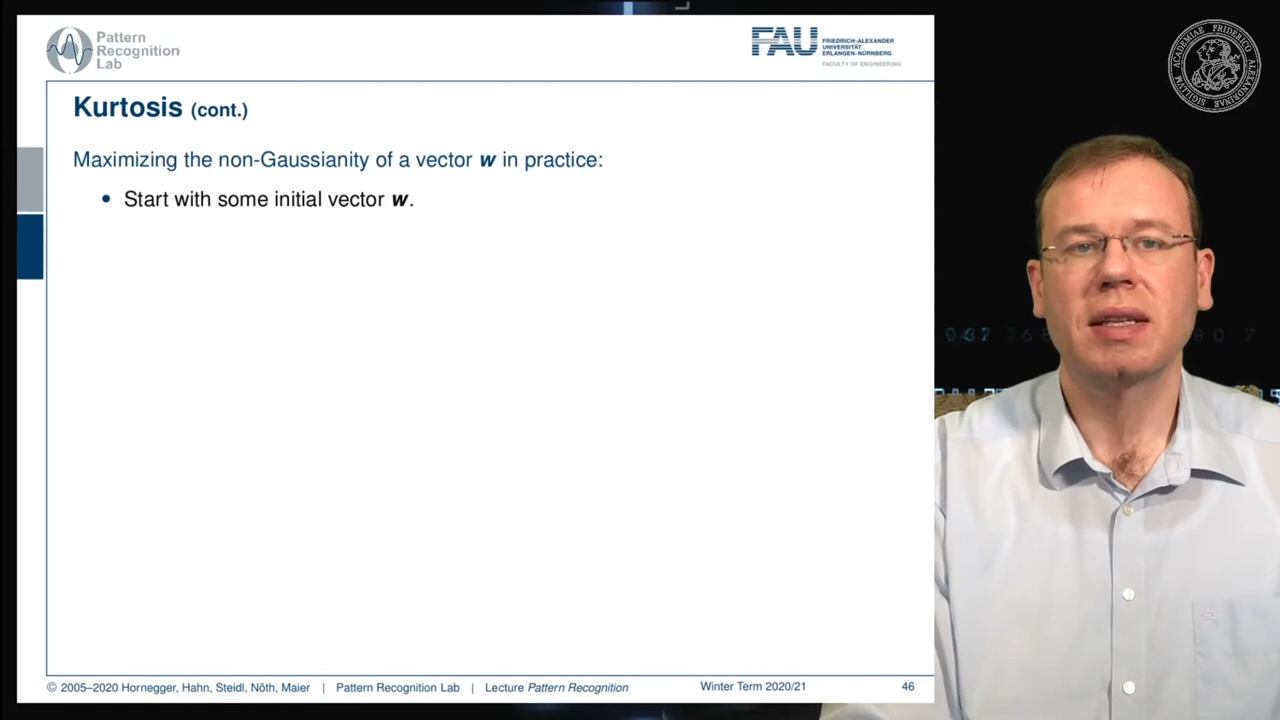 Pattern
Recognition
Lab
FAU
FRIEDRICH-ALEXANDER
UNIVERSITÄT
ERLANGEN-NÜRNBERG
FACULTY OF ENGINEERING
Kurtosis (cont.)
Maximizing the non-Gaussianity of a vector w in practice:
• Start with some initial vector w.
© 2005–2020 Hornegger, Hahn, Steidl, Nöth, Maier | Pattern Recognition Lab | Lecture Pattern Recognition
Winter Term 2020/21
46